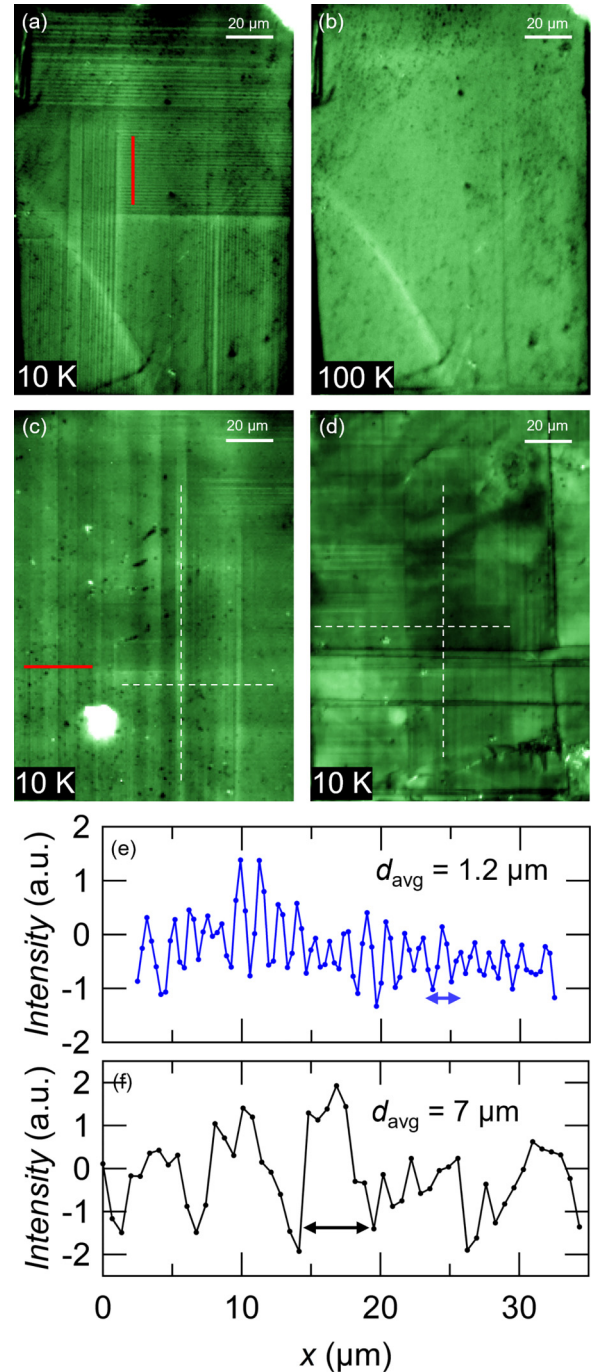 (a) 20 µm (b) 20 µm
10 K 100 K
(c) 20 µm (d) 20 µm
10 K 10 K
2
(e)
d_avg = 1.2 µm
1
0
-1
-2
Intensity (a.u.)
(f)
2
d_avg = 7 µm
1
0
-1
-2
Intensity (a.u.)
0 10 20 30
x (µm)